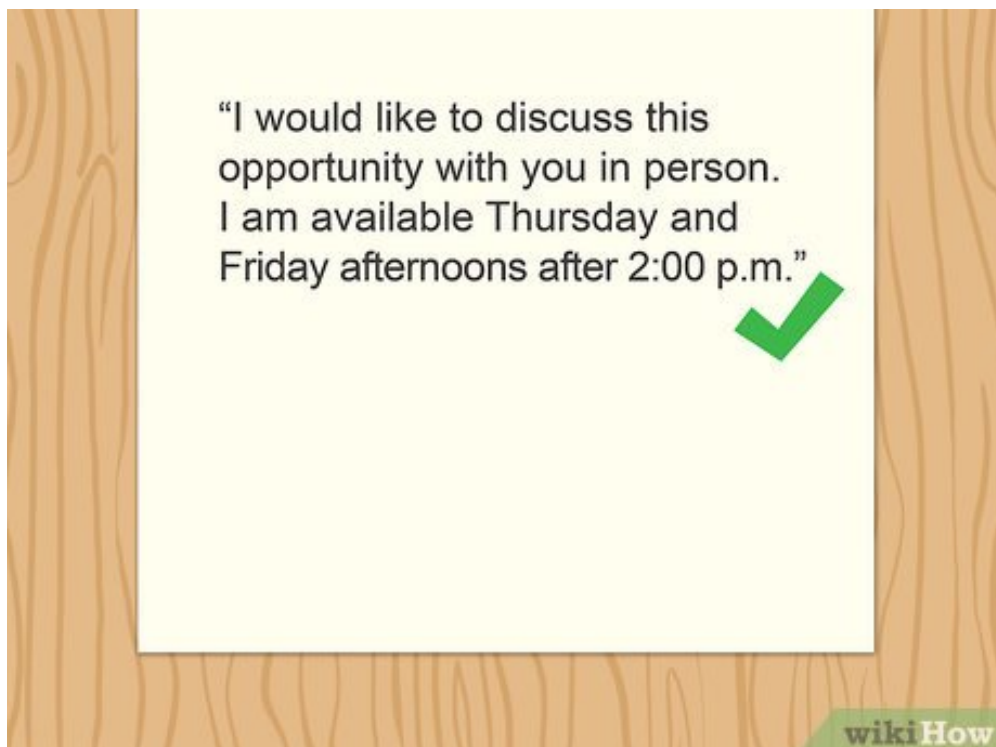 “I would like to discuss this
opportunity with you in person.
I am available Thursday and
Friday afternoons after 2:00 p.m.”
wikiHow